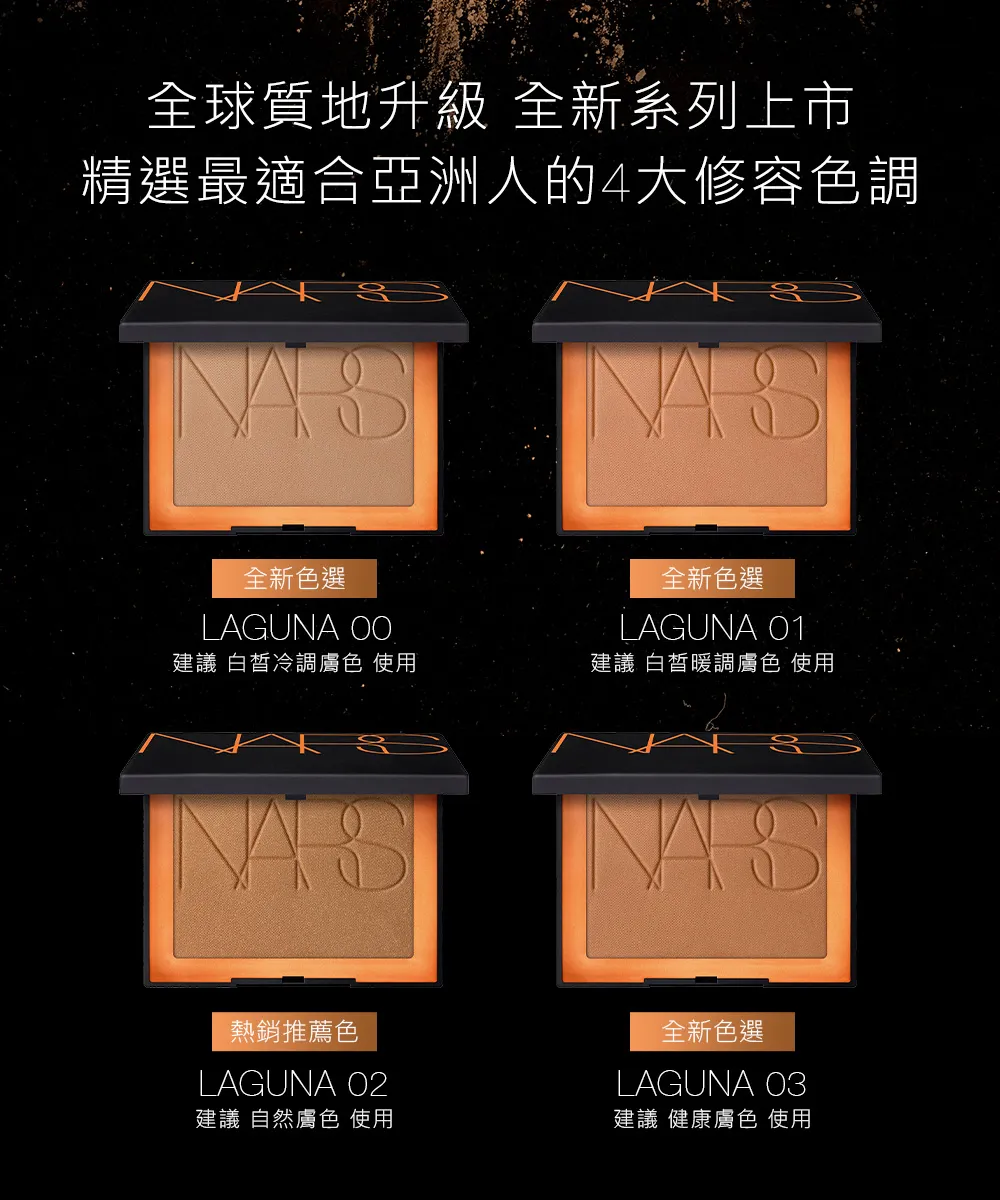 全球質地升級 全新系列上市
精選最適合亞洲人的4大修容色調
NARS
NARS
NARS
NARS
全新色選
全新色選
LAGUNA 00
LAGUNA 01
建議 白皙冷調膚色 使用
建議 白皙暖調膚色 使用
NARS
NARS
NARS
NARS
熱銷推薦色
全新色選
LAGUNA 02
LAGUNA 03
建議 自然膚色 使用
建議 健康膚色 使用